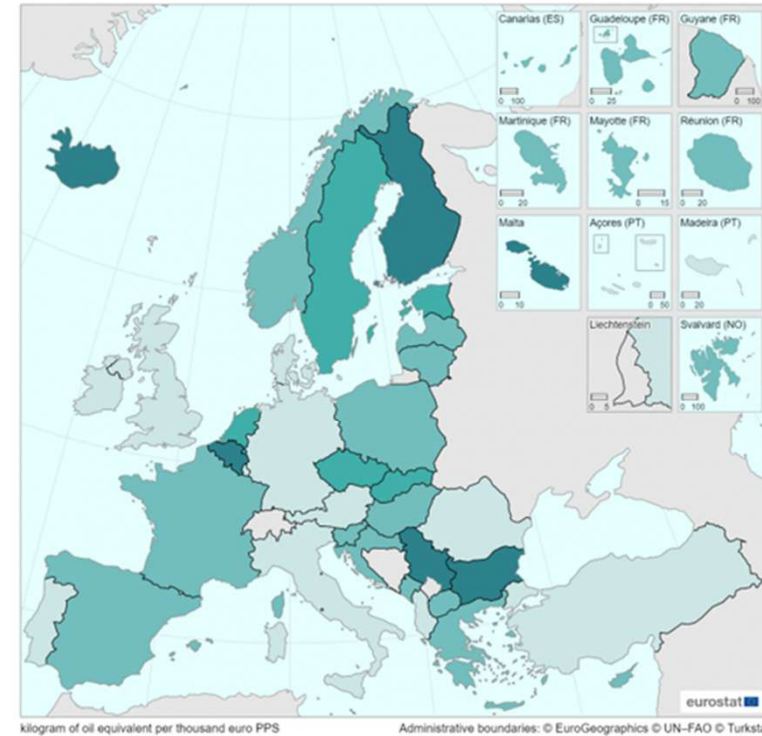 Canarias (ES)
0 100
Guadeloupe (FR)
0 25
Guyane (FR)
0 100
Martinique (FR)
0 20
Mayotte (FR)
0 15
Réunion (FR)
0 20
Malta
0 10
Açores (PT)
0 50
Madeira (PT)
0 20
Liechtenstein
0 5
Svalvard (NO)
0 100
eurostat
kilogram of oil equivalent per thousand euro PPS
Administrative boundaries: © EuroGeographics © UN–FAO © Turksta